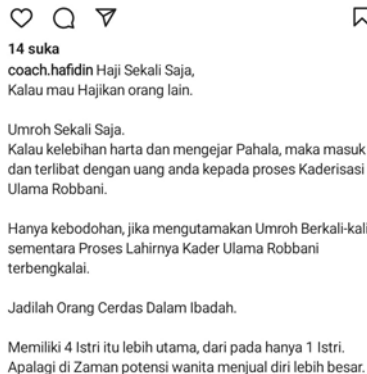 14 suka
coach.hafidin Haji Sekali Saja,
Kalau mau Hajikan orang lain.
Umroh Sekali Saja.
Kalau kelebihan harta dan mengejar Pahala, maka masuk
dan terlibat dengan uang anda kepada proses Kaderisasi
Ulama Robbani.
Hanya kebodohan, jika mengutamakan Umroh Berkali-kali
sementara Proses Lahirnya Kader Ulama Robbani
terbengkalai.
Jadilah Orang Cerdas Dalam Ibadah.
Memiliki 4 Istri itu lebih utama, dari pada hanya 1 Istri.
Apalagi di Zaman potensi wanita menjual diri lebih besar.